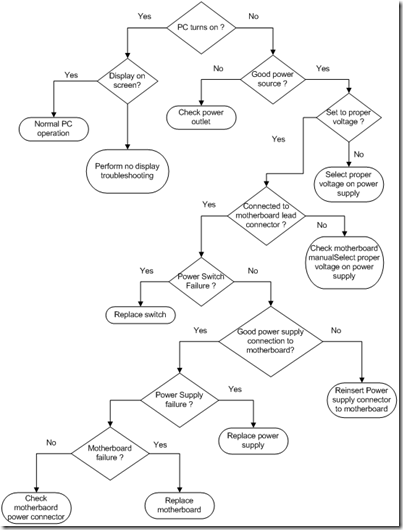 Yes
PC turns on ?
No
Yes
Display on
screen?
No
Good power
source ?
Yes
Normal PC
operation
Check power
outlet
Set to proper
voltage ?
Yes
No
Perform no display
troubleshooting
Select proper
voltage on power
supply
Yes
Connected to
motherboard lead
connector ?
No
Check motherboard
manualSelect proper
voltage on power
supply
Yes
Power Switch
Failure ?
No
Replace switch
Yes
Good power supply
connection to
motherboard?
No
Power Supply
failure ?
Yes
Reinsert Power
supply connector
to motherboard
Replace power
supply
No
Motherboard
failure ?
Yes
Check
motherbaord
power connector
Replace
motherboard